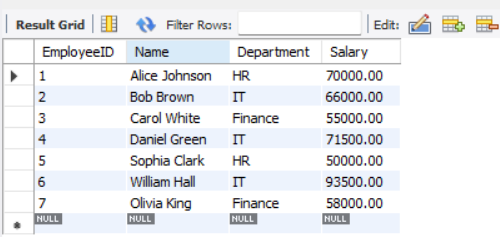 Result Grid Filter Rows: Edit:
EmployeeID Name Department Salary
1 Alice Johnson HR 70000.00
2 Bob Brown IT 66000.00
3 Carol White Finance 55000.00
4 Daniel Green IT 71500.00
5 Sophia Clark HR 50000.00
6 William Hall IT 93500.00
7 Olivia King Finance 58000.00
NULL NULL NULL NULL